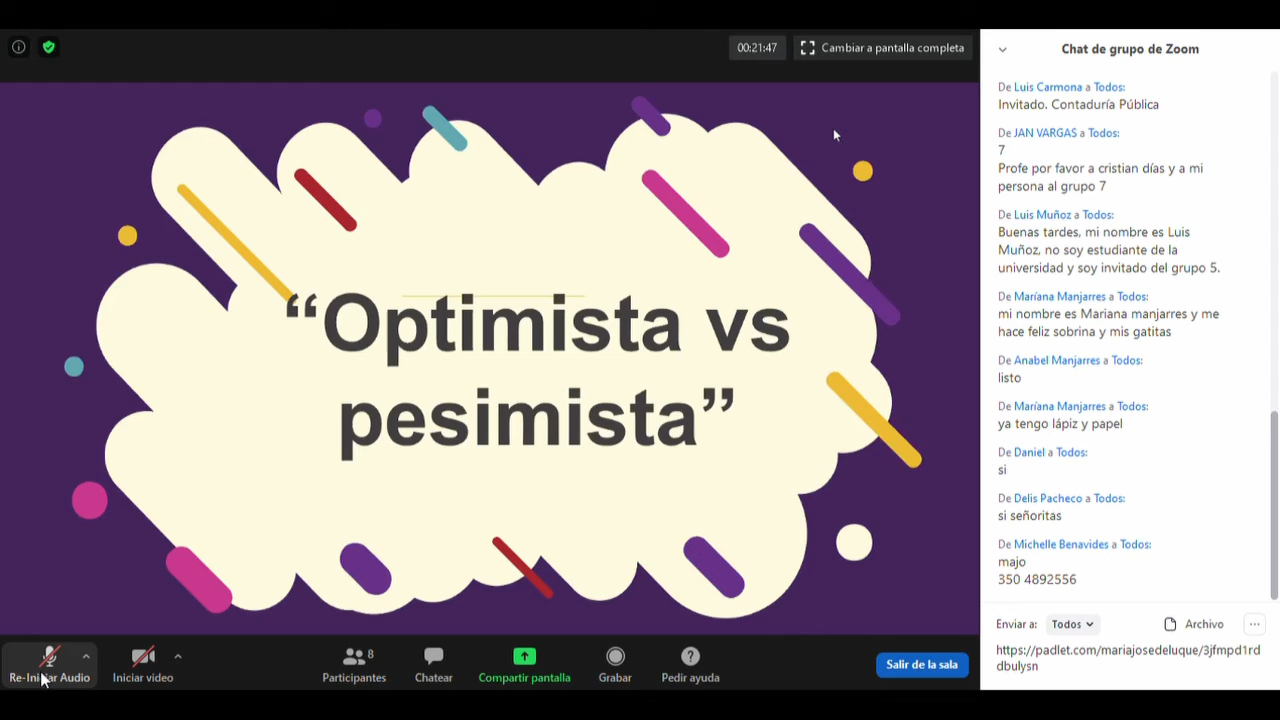 00:21:47
Cambiar a pantalla completa
“Optimista vs
pesimista”
Re-Iniciar Audio
Iniciar video
8
Participantes
Chatear
Compartir pantalla
Grabar
Pedir ayuda
Salir de la sala
Chat de grupo de Zoom
De Luis Carmona a Todos:
Invitado. Contaduría Pública
De JAN VARGAS a Todos:
7
Profe por favor a cristian días y a mi
persona al grupo 7
De Luis Muñoz a Todos:
Buenas tardes, mi nombre es Luis
Muñoz, no soy estudiante de la
universidad y soy invitado del grupo 5.
De Maríana Manjarres a Todos:
mi nombre es Mariana manjarres y me
hace feliz sobrina y mis gatitas
De Anabel Manjarres a Todos:
listo
De Maríana Manjarres a Todos:
ya tengo lápiz y papel
De Daniel a Todos:
si
De Delis Pacheco a Todos:
si señoritas
De Michelle Benavides a Todos:
majo
350 4892556
Enviar a: Todos
Archivo
https://padlet.com/mariajosedeluque/3jfmpd1rd
dbulysn